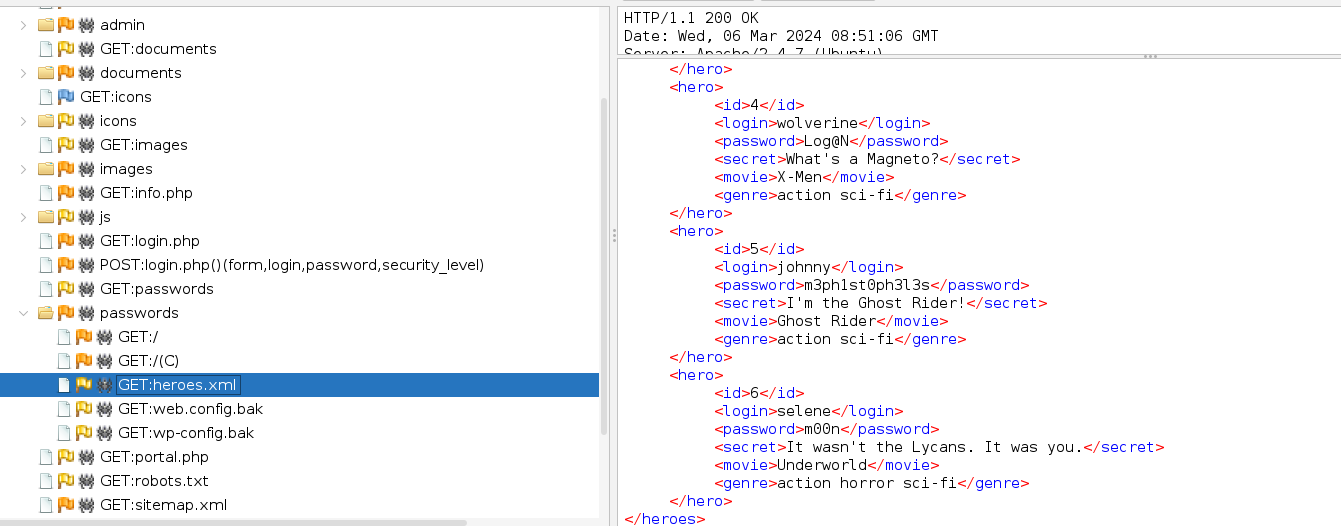 admin
GET:documents
documents
GET:icons
icons
GET:images
images
GET:info.php
js
GET:login.php
POST:login.php()(form,login,password,security_level)
GET:passwords
passwords
GET:/
GET:/(C)
GET:heroes.xml
GET:web.config.bak
GET:wp-config.bak
GET:portal.php
GET:robots.txt
GET:sitemap.xml
HTTP/1.1 200 OK
Date: Wed, 06 Mar 2024 08:51:06 GMT
Server: Apache/2.4.7 (Ubuntu)
</hero>
<hero>
<id>4</id>
<login>wolverine</login>
<password>Log@N</password>
<secret>What's a Magneto?</secret>
<movie>X-Men</movie>
<genre>action sci-fi</genre>
</hero>
<hero>
<id>5</id>
<login>johnny</login>
<password>m3ph1st0ph3l3s</password>
<secret>I'm the Ghost Rider!</secret>
<movie>Ghost Rider</movie>
<genre>action sci-fi</genre>
</hero>
<hero>
<id>6</id>
<login>selene</login>
<password>m00n</password>
<secret>It wasn't the Lycans. It was you.</secret>
<movie>Underworld</movie>
<genre>action horror sci-fi</genre>
</hero>
</heroes>